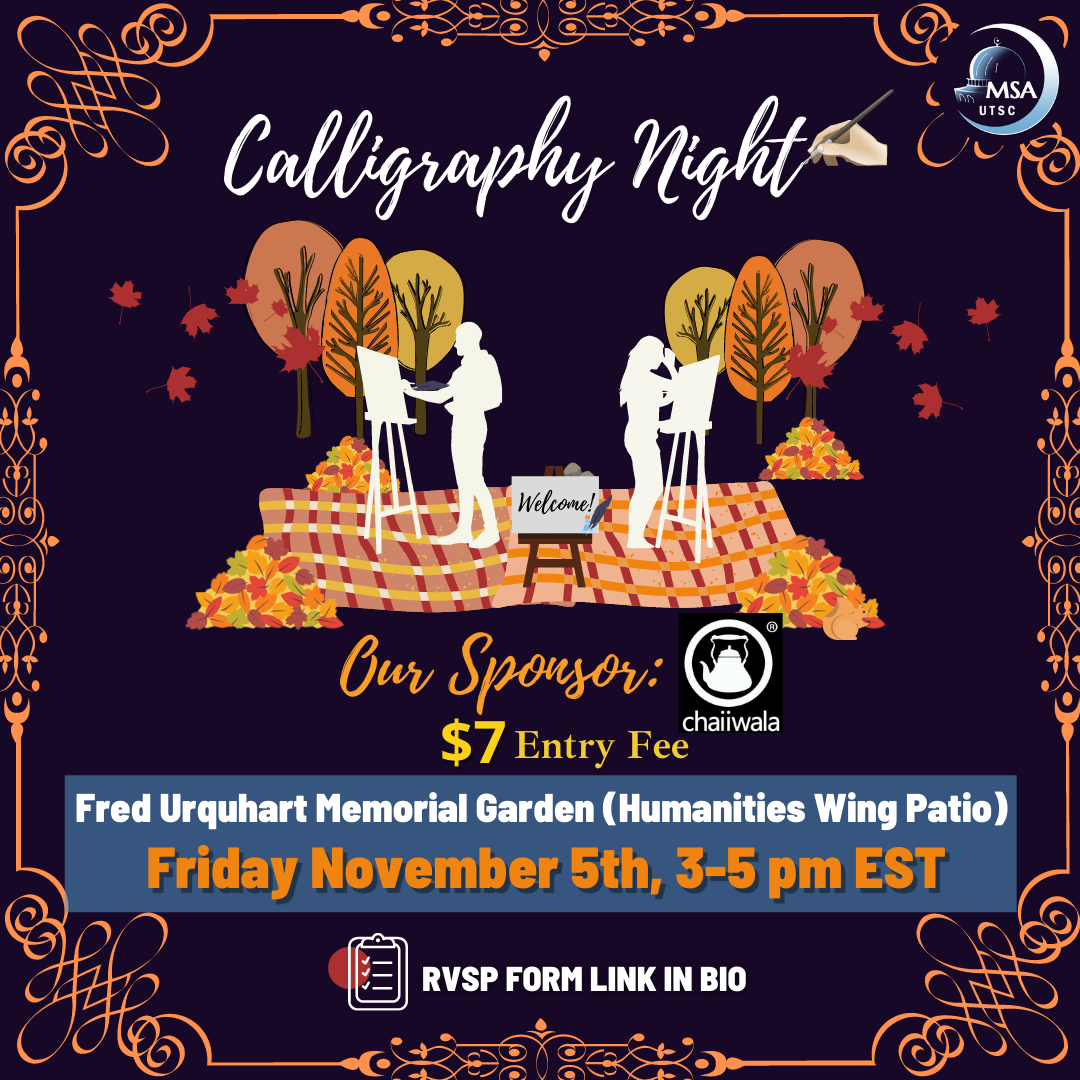 MSA
UTSC
Calligraphy Night
Welcome!
Our Sponsor:
®
chaiiwala
$7 Entry Fee
Fred Urquhart Memorial Garden (Humanities Wing Patio)
Friday November 5th, 3-5 pm EST
RVSP FORM LINK IN BIO